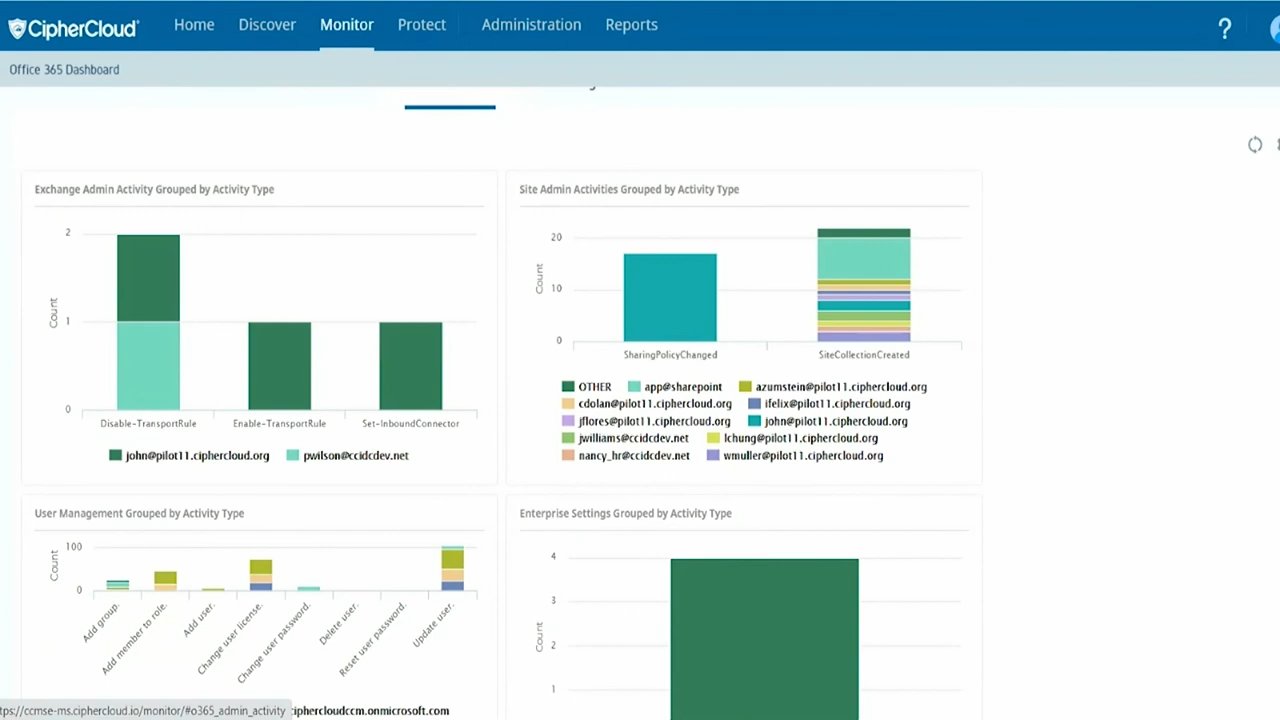 CipherCloud Home Discover Monitor Protect Administration Reports ?
Office 365 Dashboard
Exchange Admin Activity Grouped by Activity Type
2
1
0
Count
Disable-TransportRule Enable-TransportRule Set-InboundConnector
john@pilot11.ciphercloud.org pwilson@ccidcdev.net
Site Admin Activities Grouped by Activity Type
20
10
0
Count
SharingPolicyChanged SiteCollectionCreated
OTHER app@sharepoint azumstein@pilot11.ciphercloud.org
cdolan@pilot11.ciphercloud.org ifelix@pilot11.ciphercloud.org
jflores@pilot11.ciphercloud.org john@pilot11.ciphercloud.org
jwilliams@ccidcdev.net lchung@pilot11.ciphercloud.org
nancy_hr@ccidcdev.net wmuller@pilot11.ciphercloud.org
User Management Grouped by Activity Type
100
0
Count
Add group. Add member to role. Add user. Change user license. Change user password. Delete user. Reset user password. Update user.
ciphercloudccm.onmicrosoft.com
Enterprise Settings Grouped by Activity Type
4
3
2
1
Count
ttps://ccmse-ms.ciphercloud.io/monitor/#o365_admin_activity